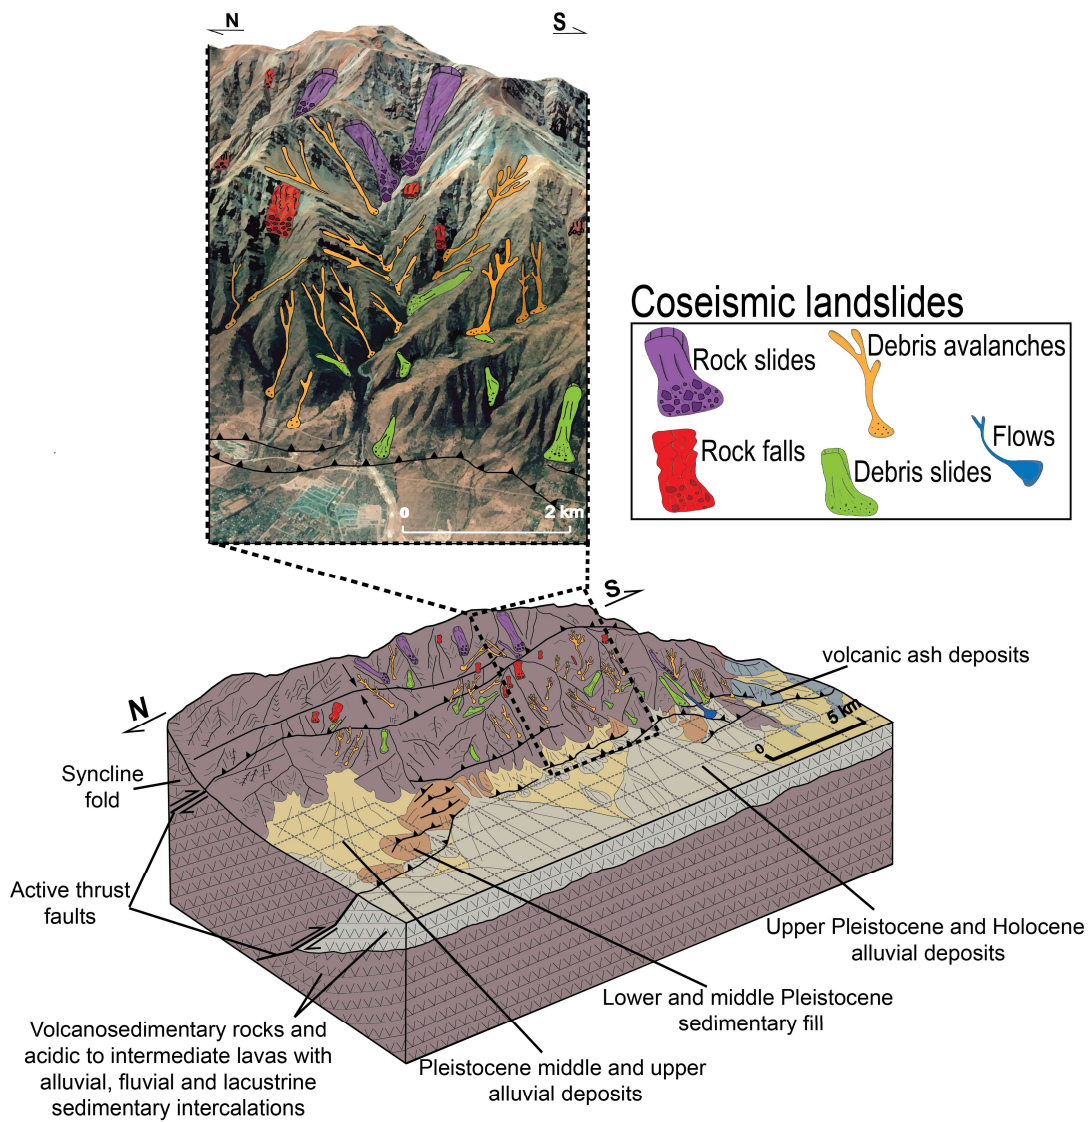 N
S
Coseismic landslides
Rock slides
Debris avalanches
Rock falls
Debris slides
Flows
0
2 km
S
N
volcanic ash deposits
5 km
0
Syncline
fold
Active thrust
faults
Upper Pleistocene and Holocene
alluvial deposits
Lower and middle Pleistocene
sedimentary fill
Pleistocene middle and upper
alluvial deposits
Volcanosedimentary rocks and
acidic to intermediate lavas with
alluvial, fluvial and lacustrine
sedimentary intercalations